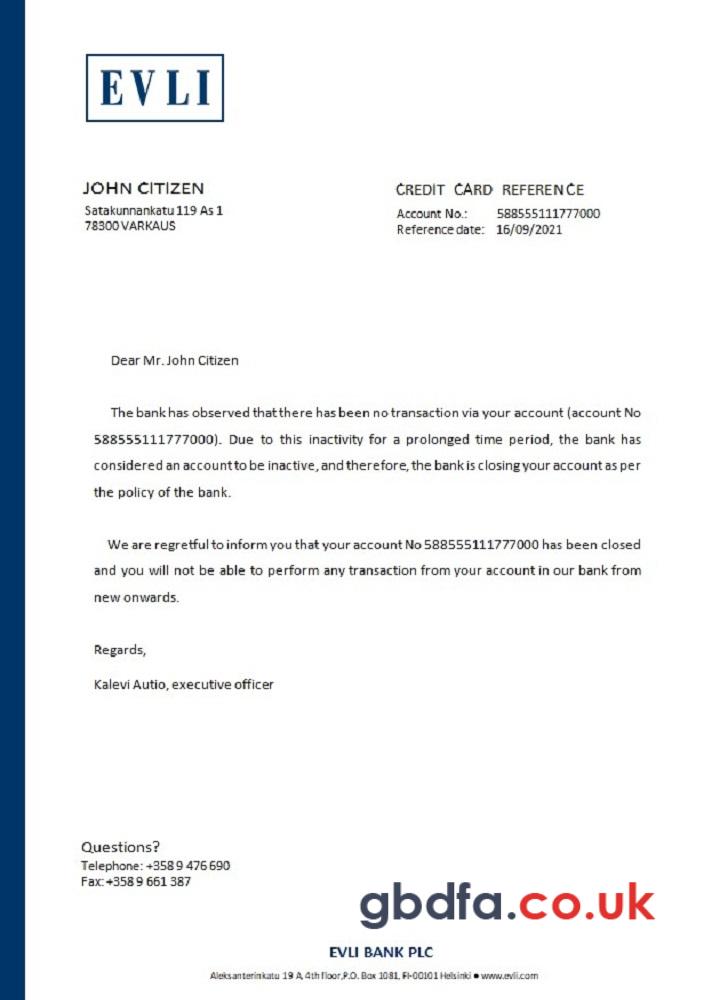 EVLI
JOHN CITIZEN
Satakunnankatu 119 As 1
78300 VARKAUS
CREDIT CARD REFERENCE
Account No.: 588555111777000
Reference date: 16/09/2021
Dear Mr. John Citizen
The bank has observed that there has been no transaction via your account (account No
588555111777000). Due to this inactivity for a prolonged time period, the bank has
considered an account to be inactive, and therefore, the bank is closing your account as per
the policy of the bank.
We are regretful to inform you that your account No 588555111777000 has been closed
and you will not be able to perform any transaction from your account in our bank from
new onwards.
Regards,
Kalevi Autio, executive officer
Questions?
Telephone: +358 9 476 690
Fax: +358 9 661 387
gbdfa.co.uk
EVLI BANK PLC
Aleksanterinkatu 19 A, 4th floor, P.O. Box 1081, FI-00101 Helsinki ● www.evli.com